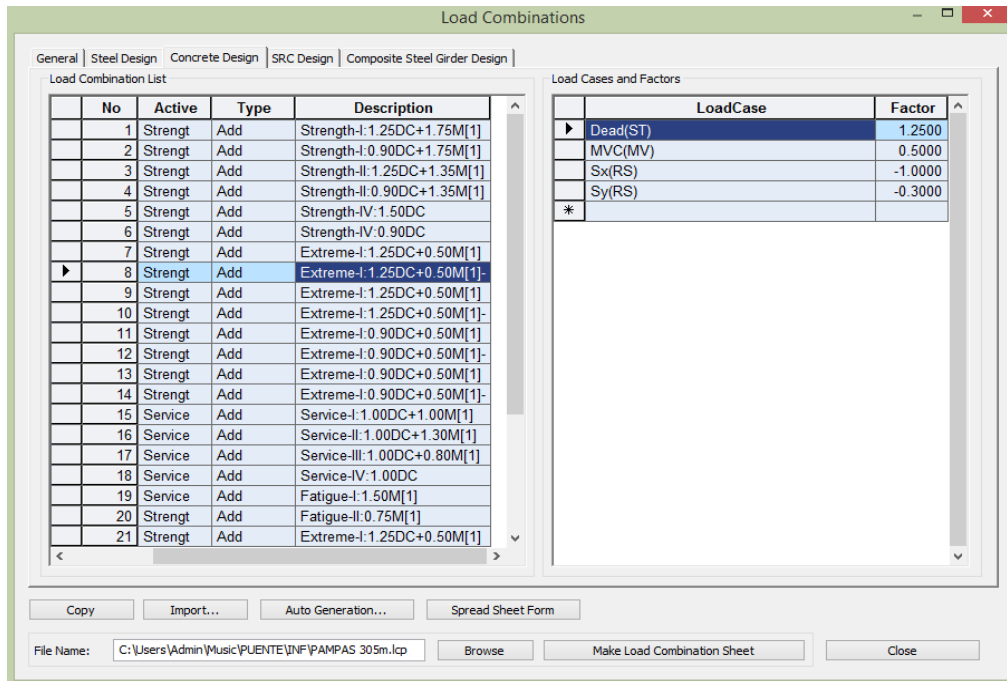 Load Combinations
General Steel Design Concrete Design SRC Design Composite Steel Girder Design
Load Combination List
No Active Type Description
1 Strengt Add Strength-I:1.25DC+1.75M[1]
2 Strengt Add Strength-I:0.90DC+1.75M[1]
3 Strengt Add Strength-II:1.25DC+1.35M[1]
4 Strengt Add Strength-II:0.90DC+1.35M[1]
5 Strengt Add Strength-IV:1.50DC
6 Strengt Add Strength-IV:0.90DC
7 Strengt Add Extreme-I:1.25DC+0.50M[1]
8 Strengt Add Extreme-I:1.25DC+0.50M[1]-
9 Strengt Add Extreme-I:1.25DC+0.50M[1]
10 Strengt Add Extreme-I:1.25DC+0.50M[1]-
11 Strengt Add Extreme-I:0.90DC+0.50M[1]
12 Strengt Add Extreme-I:0.90DC+0.50M[1]-
13 Strengt Add Extreme-I:0.90DC+0.50M[1]
14 Strengt Add Extreme-I:0.90DC+0.50M[1]-
15 Service Add Service-I:1.00DC+1.00M[1]
16 Service Add Service-II:1.00DC+1.30M[1]
17 Service Add Service-III:1.00DC+0.80M[1]
18 Service Add Service-IV:1.00DC
19 Service Add Fatigue-I:1.50M[1]
20 Strengt Add Fatigue-II:0.75M[1]
21 Strengt Add Extreme-I:1.25DC+0.50M[1]
Load Cases and Factors
LoadCase Factor
Dead(ST) 1.2500
MVC(MV) 0.5000
Sx(RS) -1.0000
Sy(RS) -0.3000
Copy Import... Auto Generation... Spread Sheet Form
File Name: C:\Users\Admin\Music\PUENTE\INF\PAMPAS 305m.lcp Browse Make Load Combination Sheet Close